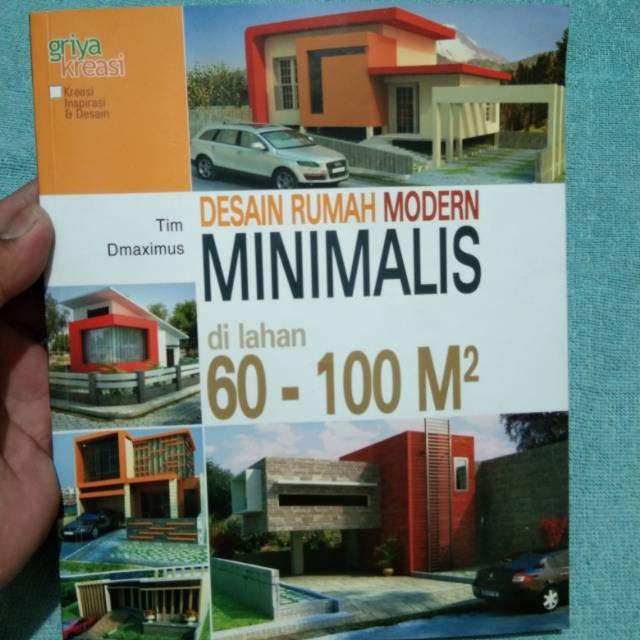 griya
kreasi
Kreasi
Inspirasi
& Desain
Tim
Dmaximus
DESAIN RUMAH MODERN
MINIMALIS
di lahan
60 - 100 M²